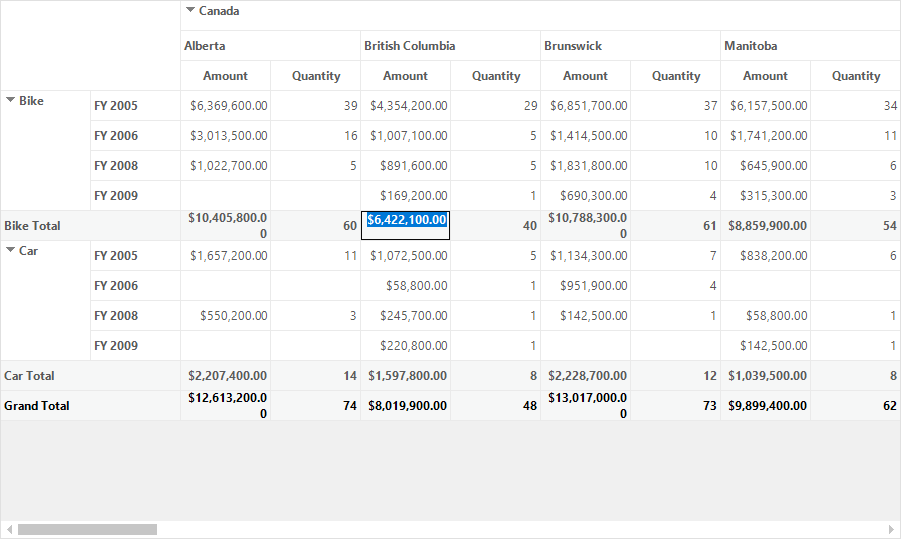 Canada
Alberta British Columbia Brunswick Manitoba
Amount Quantity Amount Quantity Amount Quantity Amount Quantity
Bike FY 2005 $6,369,600.00 39 $4,354,200.00 29 $6,851,700.00 37 $6,157,500.00 34
FY 2006 $3,013,500.00 16 $1,007,100.00 5 $1,414,500.00 10 $1,741,200.00 11
FY 2008 $1,022,700.00 5 $891,600.00 5 $1,831,800.00 10 $645,900.00 6
FY 2009 $169,200.00 1 $690,300.00 4 $315,300.00 3
Bike Total $10,405,800.00 60 $6,422,100.00 40 $10,788,300.00 61 $8,859,900.00 54
Car FY 2005 $1,657,200.00 11 $1,072,500.00 5 $1,134,300.00 7 $838,200.00 6
FY 2006 $58,800.00 1 $951,900.00 4
FY 2008 $550,200.00 3 $245,700.00 1 $142,500.00 1 $58,800.00 1
FY 2009 $220,800.00 1 $142,500.00 1
Car Total $2,207,400.00 14 $1,597,800.00 8 $2,228,700.00 12 $1,039,500.00 8
Grand Total $12,613,200.00 74 $8,019,900.00 48 $13,017,000.00 73 $9,899,400.00 62